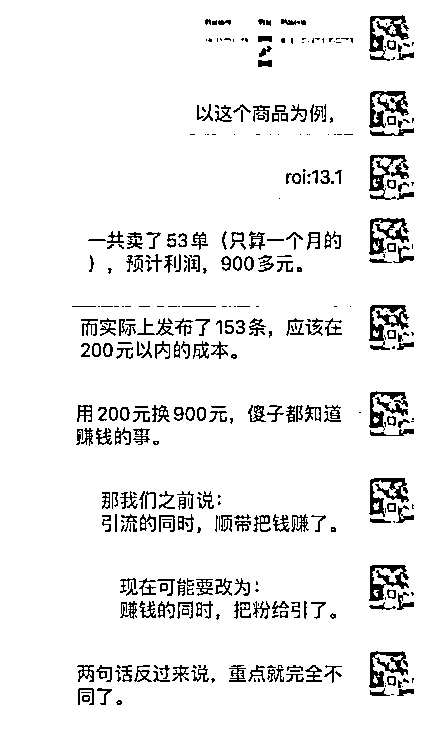 以这个商品为例，
roi:13.1
一共卖了53单（只算一个月的
），预计利润，900多元。
而实际上发布了153条，应该在
200元以内的成本。
用200元换900元，傻子都知道
赚钱的事。
那我们之前说：
引流的同时，顺带把钱赚了。
现在可能要改为：
赚钱的同时，把粉给引了。
两句话反过来说，重点就完全不
同了。